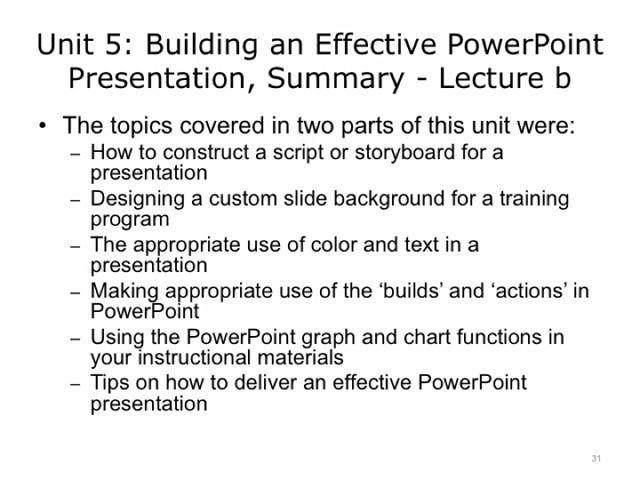 Unit 5: Building an Effective PowerPoint
Presentation, Summary - Lecture b
• The topics covered in two parts of this unit were:
– How to construct a script or storyboard for a
presentation
– Designing a custom slide background for a training
program
– The appropriate use of color and text in a
presentation
– Making appropriate use of the ‘builds’ and ‘actions’ in
PowerPoint
– Using the PowerPoint graph and chart functions in
your instructional materials
– Tips on how to deliver an effective PowerPoint
presentation
31